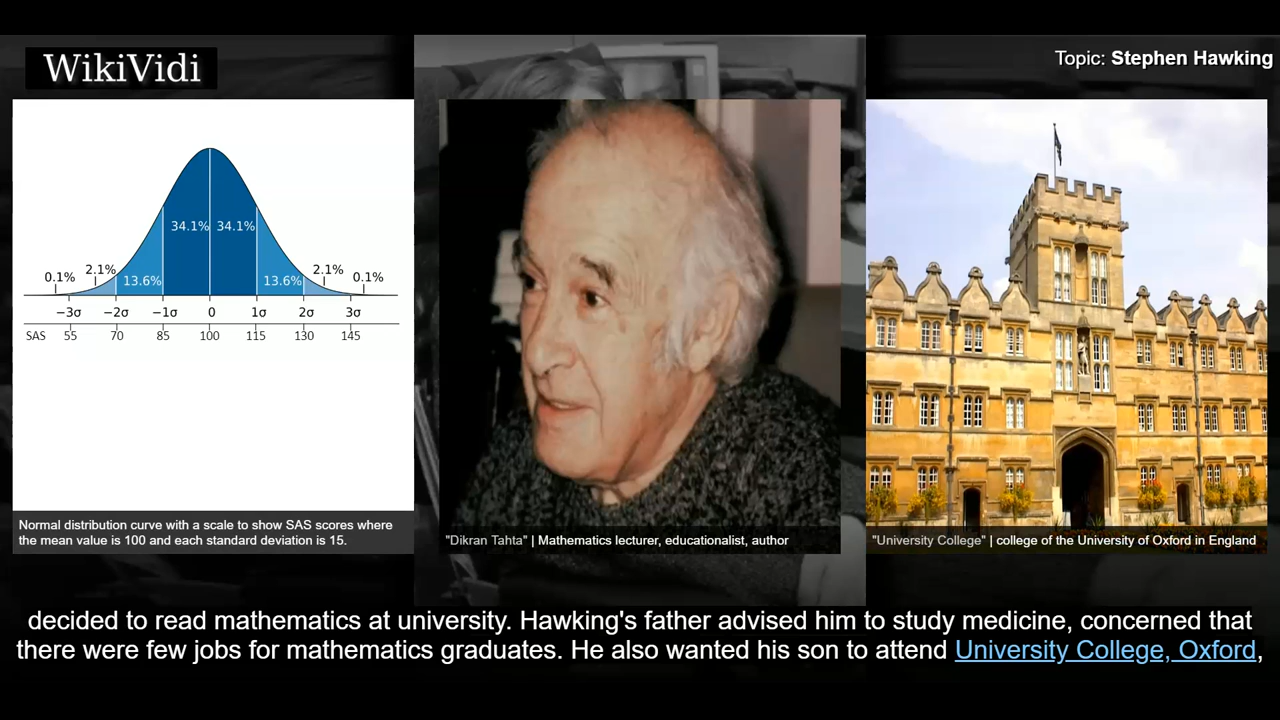 WikiVidi
Topic: Stephen Hawking
34.1% 34.1%
0.1% 2.1% 13.6% 13.6% 2.1% 0.1%
−3σ −2σ −1σ 0 1σ 2σ 3σ
SAS 55 70 85 100 115 130 145
Normal distribution curve with a scale to show SAS scores where
the mean value is 100 and each standard deviation is 15.
"Dikran Tahta" | Mathematics lecturer, educationalist, author
"University College" | college of the University of Oxford in England
decided to read mathematics at university. Hawking's father advised him to study medicine, concerned that
there were few jobs for mathematics graduates. He also wanted his son to attend University College, Oxford,